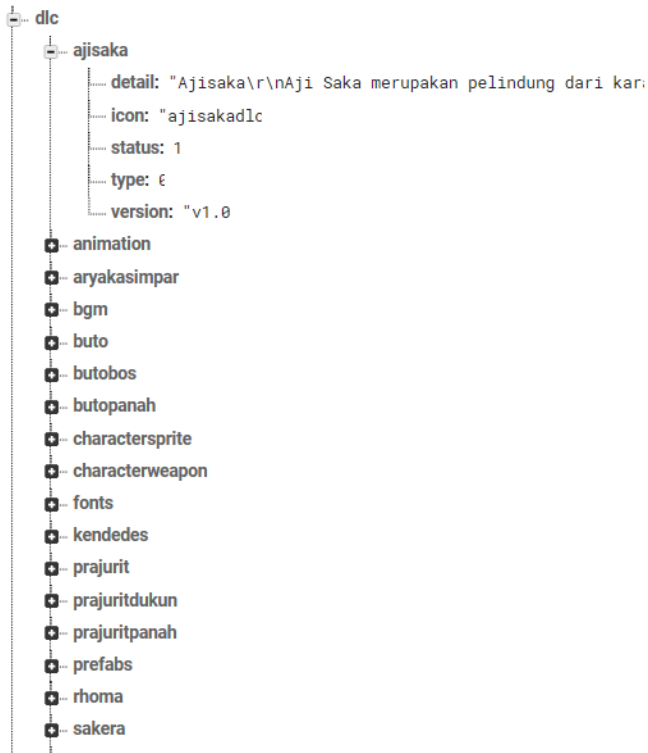 dlc
ajisaka
detail: "Ajisaka\r\nAji Saka merupakan pelindung dari
icon: "ajisakadlc
status: 1
type:
version: "v1.0
animation
aryakasimpar
bgm
buto
butobos
butopanah
charactersprite
characterweapon
fonts
kendedes
prajurit
prajuritdukun
prajuritpanah
prefabs
rhoma
sakera